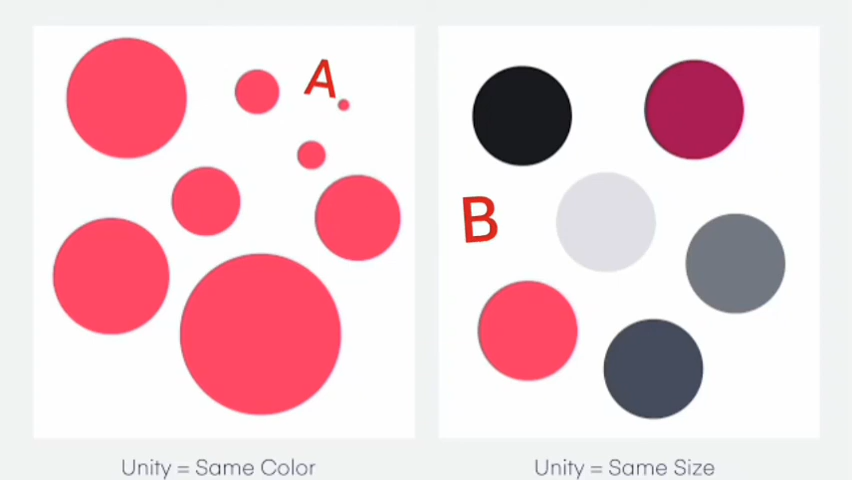 A
B
Unity = Same Color
Unity = Same Size